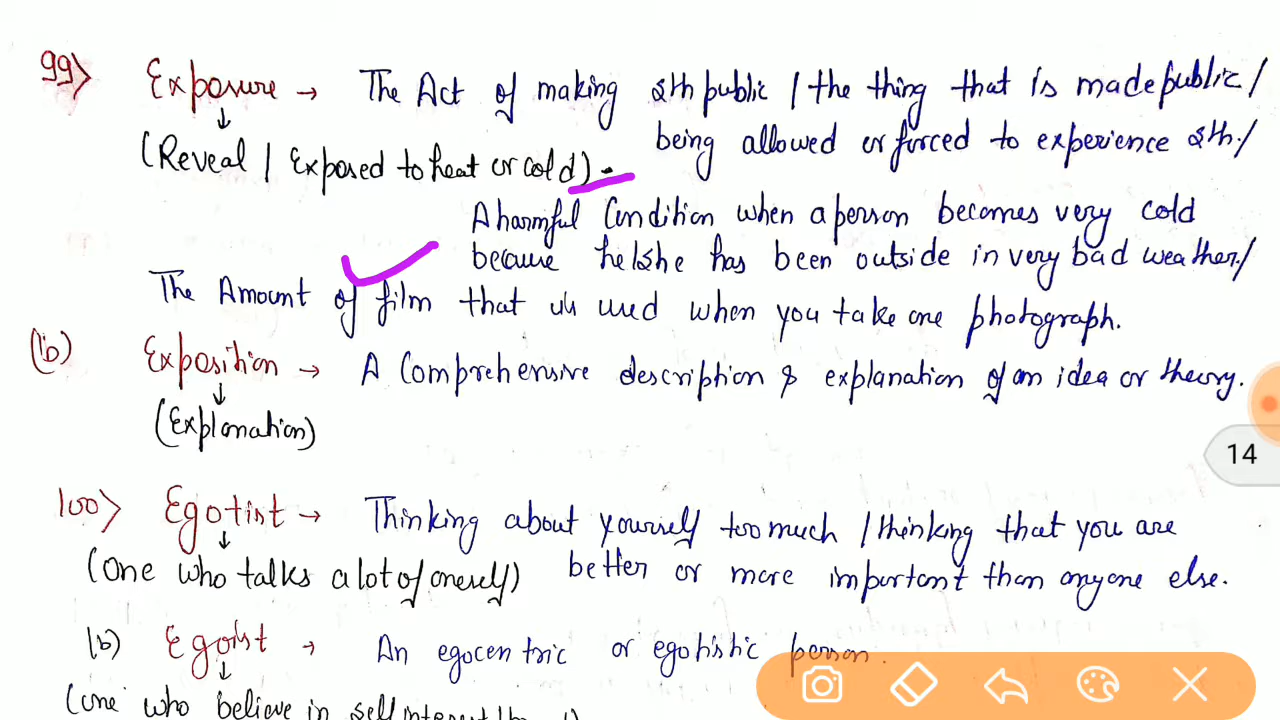 99> Exposure → The Act of making sth public / the thing that is made public /
being allowed or forced to experience sth. /
↓
(Reveal / Exposed to heat or cold) -
A harmful Condition when a person becomes very cold
because he/she has been outside in very bad weather. /
The Amount of film that is used when you take one photograph.
(b) Exposition → A Comprehensive description & explanation of an idea or theory.
↓
(Explanation)
14
100> Egotist → Thinking about yourself too much / thinking that you are
better or more important than anyone else.
↓
(One who talks a lot of oneself)
(b) Egoist → An egocentric or egotistic person.
↓
(one who believe in self interest